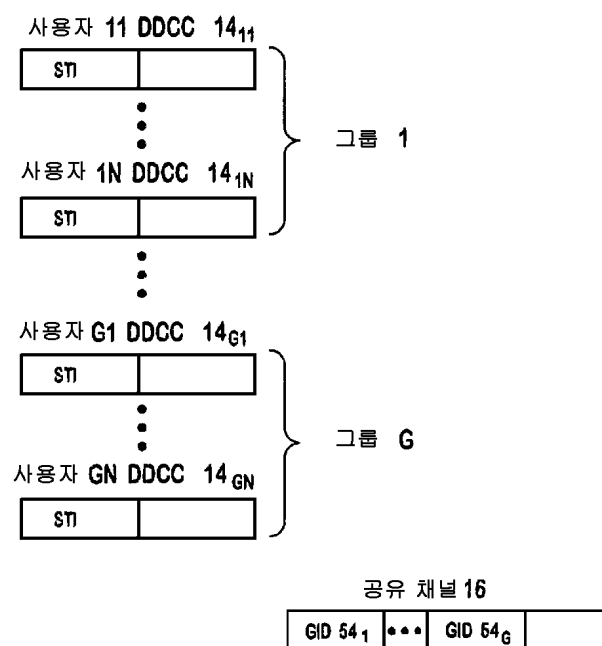 사용자 11 DDCC 14₁₁
STI
사용자 1N DDCC 14₁N
STI
그룹 1
사용자 G1 DDCC 14G1
STI
사용자 GN DDCC 14GN
STI
그룹 G
공유 채널 16
GID 54₁ ••• GID 54G